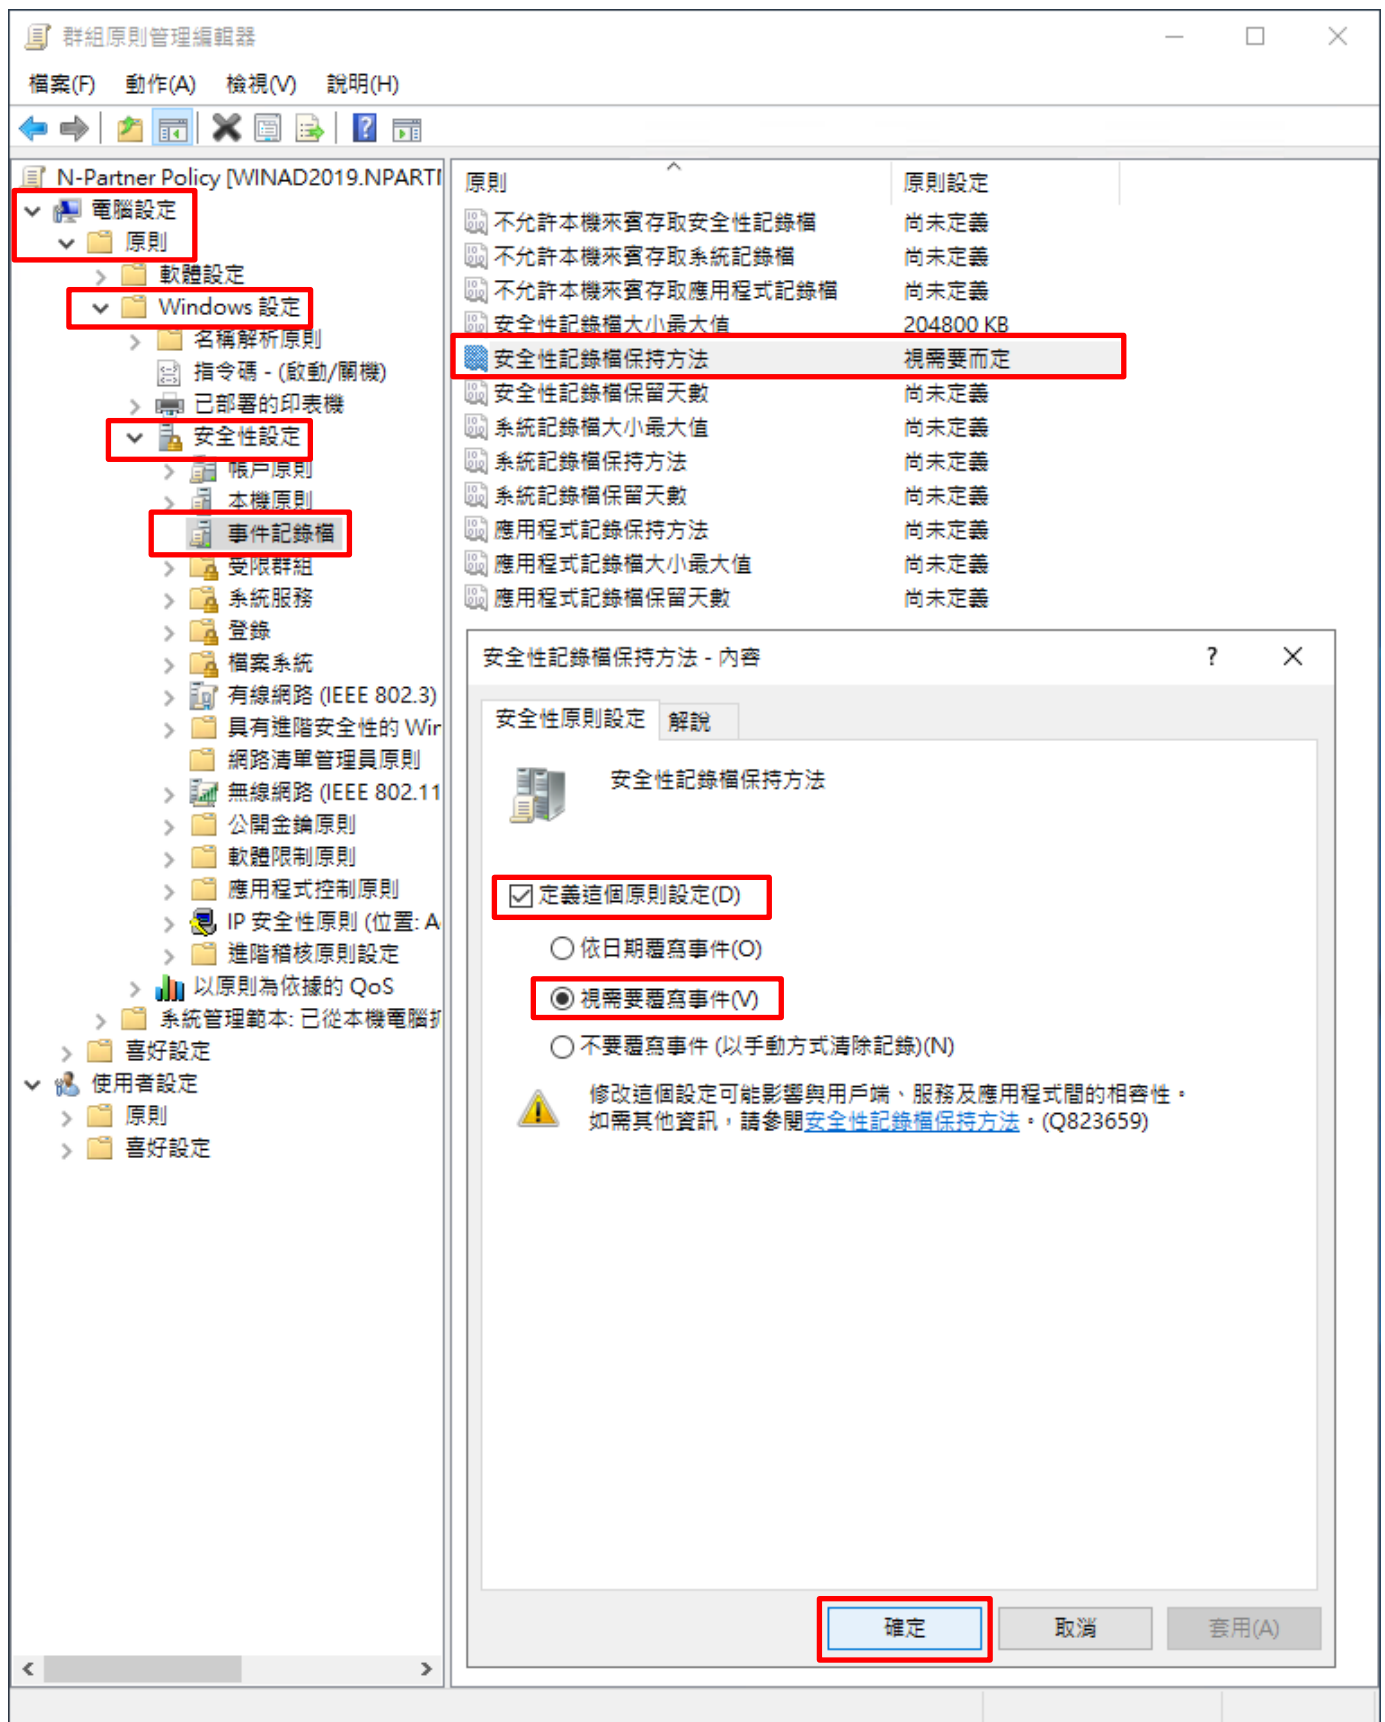 群組原則管理編輯器
檔案(F) 動作(A) 檢視(V) 說明(H)
N-Partner Policy [WINAD2019.NPARTI
電腦設定
原則
軟體設定
Windows 設定
名稱解析原則
指令碼 - (啟動/關機)
已部署的印表機
安全性設定
帳戶原則
本機原則
事件記錄檔
受限群組
系統服務
登錄
檔案系統
有線網路 (IEEE 802.3)
具有進階安全性的 Wir
網路清單管理員原則
無線網路 (IEEE 802.11
公開金鑰原則
軟體限制原則
應用程式控制原則
IP 安全性原則 (位置: A
進階稽核原則設定
以原則為依據的 QoS
系統管理範本: 已從本機電腦抓
喜好設定
使用者設定
原則
喜好設定
原則 原則設定
不允許本機來賓存取安全性記錄檔 尚未定義
不允許本機來賓存取系統記錄檔 尚未定義
不允許本機來賓存取應用程式記錄檔 尚未定義
安全性記錄檔大小最大值 204800 KB
安全性記錄檔保持方法 視需要而定
安全性記錄檔保留天數 尚未定義
系統記錄檔大小最大值 尚未定義
系統記錄檔保持方法 尚未定義
系統記錄檔保留天數 尚未定義
應用程式記錄保持方法 尚未定義
應用程式記錄檔大小最大值 尚未定義
應用程式記錄檔保留天數 尚未定義
安全性記錄檔保持方法 - 內容
安全性原則設定 解說
安全性記錄檔保持方法
定義這個原則設定(D)
依日期覆寫事件(O)
視需要覆寫事件(V)
不要覆寫事件 (以手動方式清除記錄)(N)
修改這個設定可能影響與用戶端、服務及應用程式間的相容性。
如需其他資訊，請參閱安全性記錄檔保持方法。(Q823659)
確定 取消 套用(A)